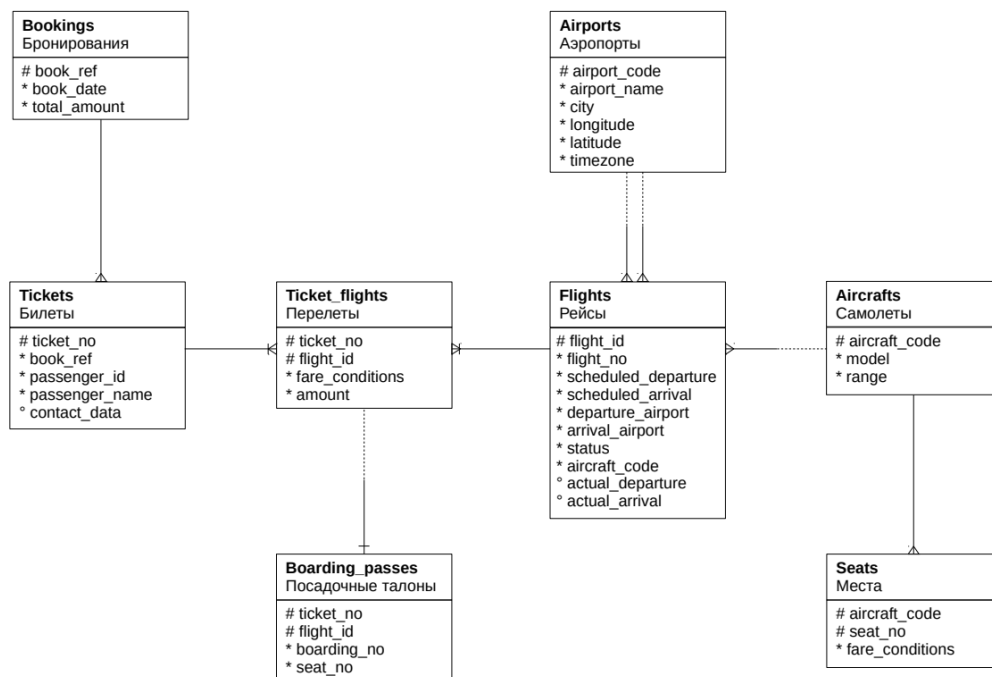 Bookings
Бронирования
# book_ref
* book_date
* total_amount
Airports
Аэропорты
# airport_code
* airport_name
* city
* longitude
* latitude
* timezone
Tickets
Билеты
# ticket_no
* book_ref
* passenger_id
* passenger_name
° contact_data
Ticket_flights
Перелеты
# ticket_no
# flight_id
* fare_conditions
* amount
Flights
Рейсы
# flight_id
* flight_no
* scheduled_departure
* scheduled_arrival
* departure_airport
* arrival_airport
* status
* aircraft_code
° actual_departure
° actual_arrival
Aircrafts
Самолеты
# aircraft_code
* model
* range
Boarding_passes
Посадочные талоны
# ticket_no
# flight_id
* boarding_no
* seat_no
Seats
Места
# aircraft_code
# seat_no
* fare_conditions